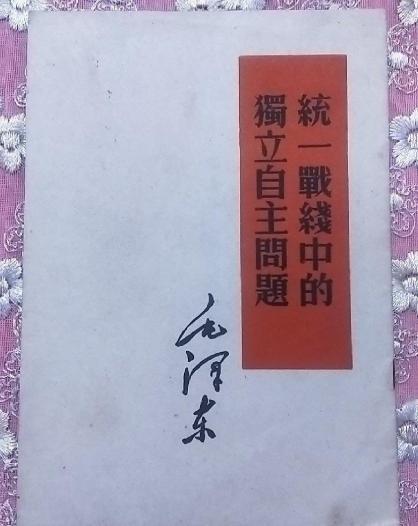 統一戰綫中的
獨立自主問題
毛泽东